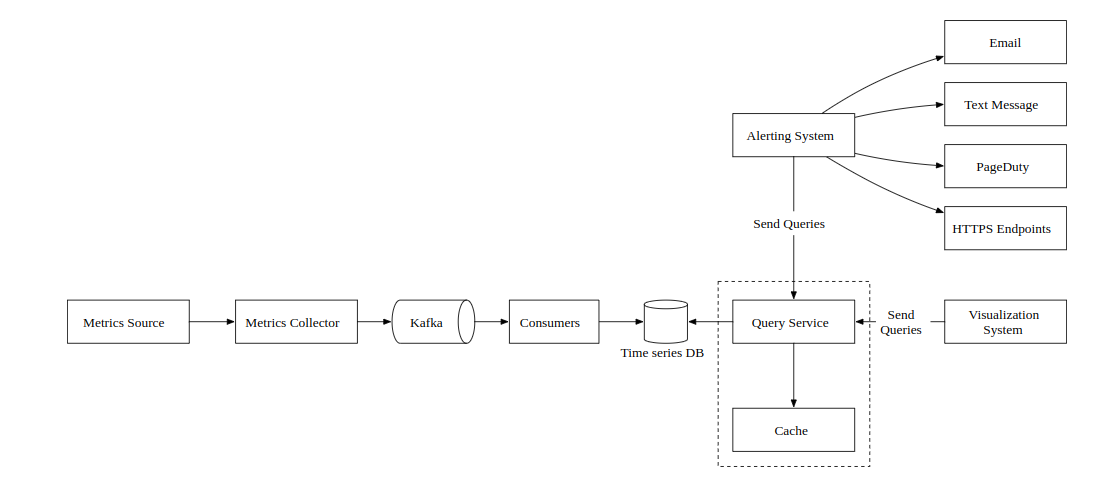 Email
Text Message
Alerting System
PageDuty
HTTPS Endpoints
Send Queries
Metrics Source
Metrics Collector
Kafka
Consumers
Time series DB
Query Service
Send
Queries
Visualization
System
Cache